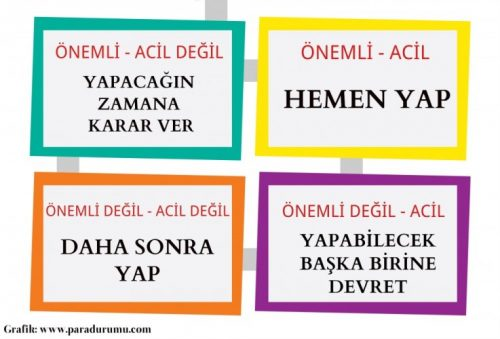 ÖNEMLİ - ACİL DEĞİL
YAPACAĞIN
ZAMANA
KARAR VER
ÖNEMLİ - ACİL
HEMEN YAP
ÖNEMLİ DEĞİL - ACİL DEĞİL
DAHA SONRA
YAP
ÖNEMLİ DEĞİL - ACİL
YAPABİLECEK
BAŞKA BİRİNE
DEVRET
Grafik: www.paradurumu.com